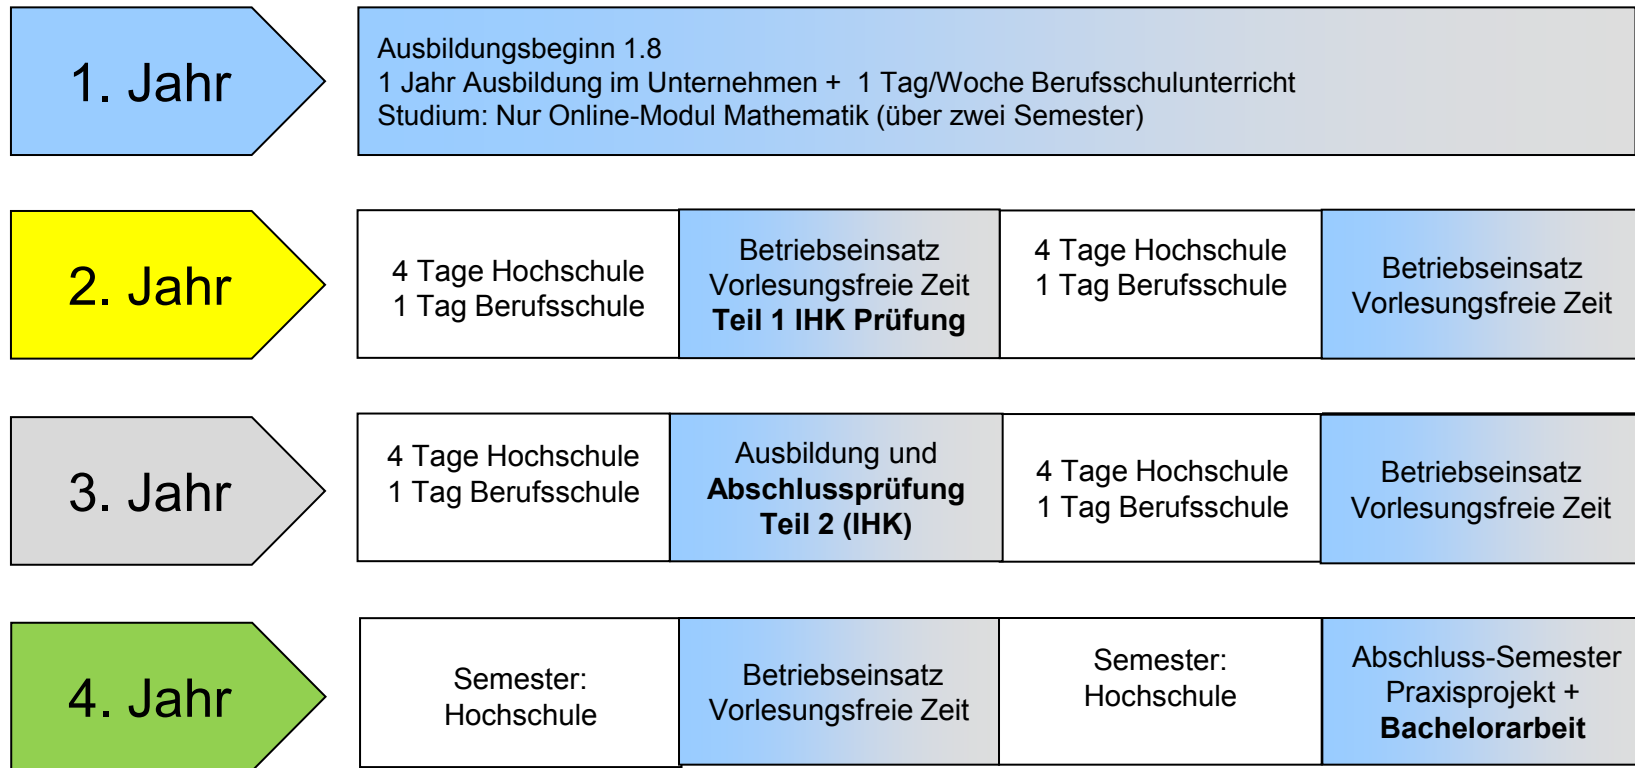 1. Jahr
Ausbildungsbeginn 1.8
1 Jahr Ausbildung im Unternehmen + 1 Tag/Woche Berufsschulunterricht
Studium: Nur Online-Modul Mathematik (über zwei Semester)
2. Jahr
4 Tage Hochschule
1 Tag Berufsschule
Betriebseinsatz
Vorlesungsfreie Zeit
Teil 1 IHK Prüfung
4 Tage Hochschule
1 Tag Berufsschule
Betriebseinsatz
Vorlesungsfreie Zeit
3. Jahr
4 Tage Hochschule
1 Tag Berufsschule
Ausbildung und
Abschlussprüfung
Teil 2 (IHK)
4 Tage Hochschule
1 Tag Berufsschule
Betriebseinsatz
Vorlesungsfreie Zeit
4. Jahr
Semester:
Hochschule
Betriebseinsatz
Vorlesungsfreie Zeit
Semester:
Hochschule
Abschluss-Semester
Praxisprojekt +
Bachelorarbeit